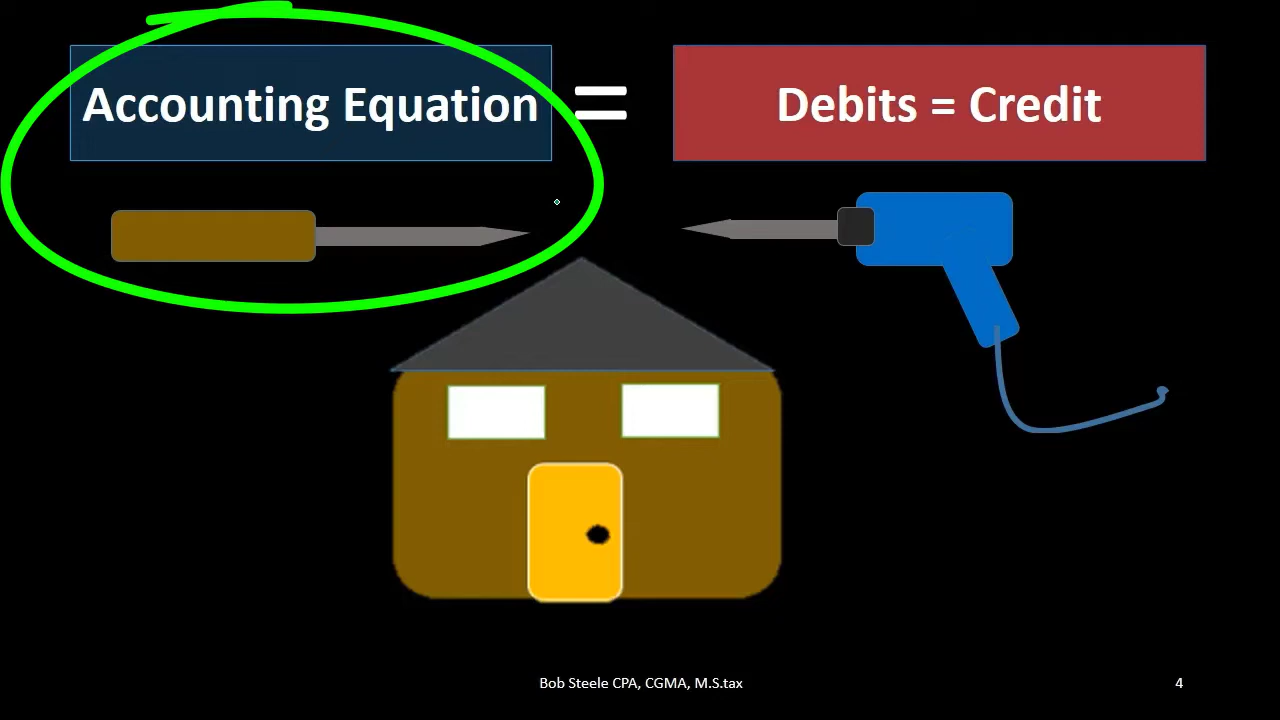 Accounting Equation = Debits = Credit
Bob Steele CPA, CGMA, M.S.tax 4